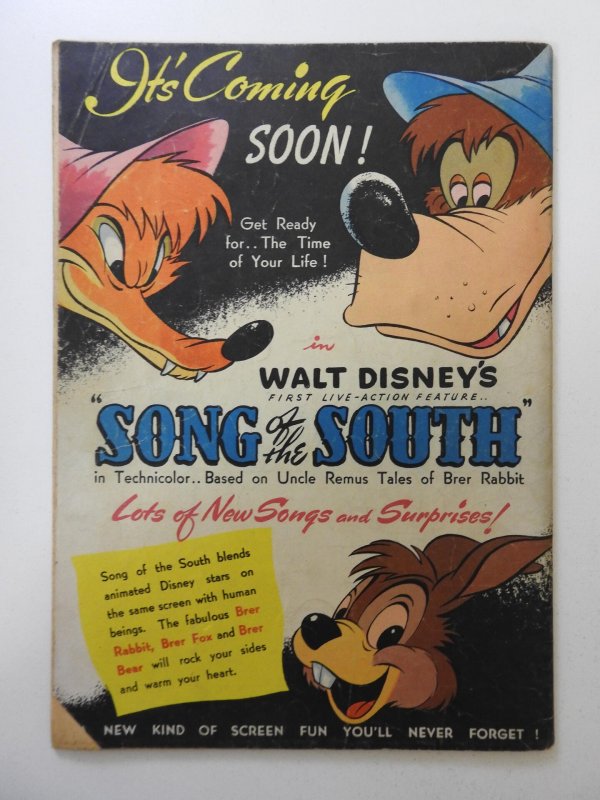 It's Coming
SOON!
Get Ready
for.. The Time
of Your Life!
in
WALT DISNEY'S
FIRST LIVE-ACTION FEATURE..
"SONG of the SOUTH"
in Technicolor.. Based on Uncle Remus Tales of Brer Rabbit
Lots of New Songs and Surprises!
Song of the South blends
animated Disney stars on
the same screen with human
beings. The fabulous Brer
Rabbit, Brer Fox and Brer
Bear will rock your sides
and warm your heart.
NEW KIND OF SCREEN FUN YOU'LL NEVER FORGET !